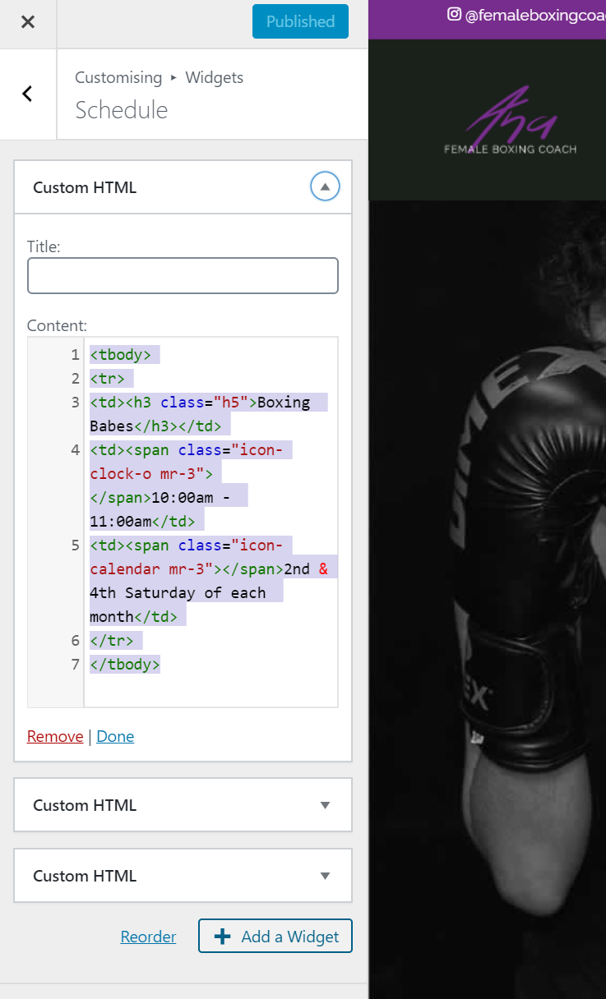 Published
@femaleboxingcoa
Customising ▸ Widgets
Schedule
Ana
FEMALE BOXING COACH
Custom HTML
Title:
Content:
1 <tbody>
2 <tr>
3 <td><h3 class="h5">Boxing
Babes</h3></td>
4 <td><span class="icon-
clock-o mr-3">
</span>10:00am -
11:00am</td>
5 <td><span class="icon-
calendar mr-3"></span>2nd &
4th Saturday of each
month</td>
6 </tr>
7 </tbody>
Remove | Done
Custom HTML
Custom HTML
Reorder
Add a Widget